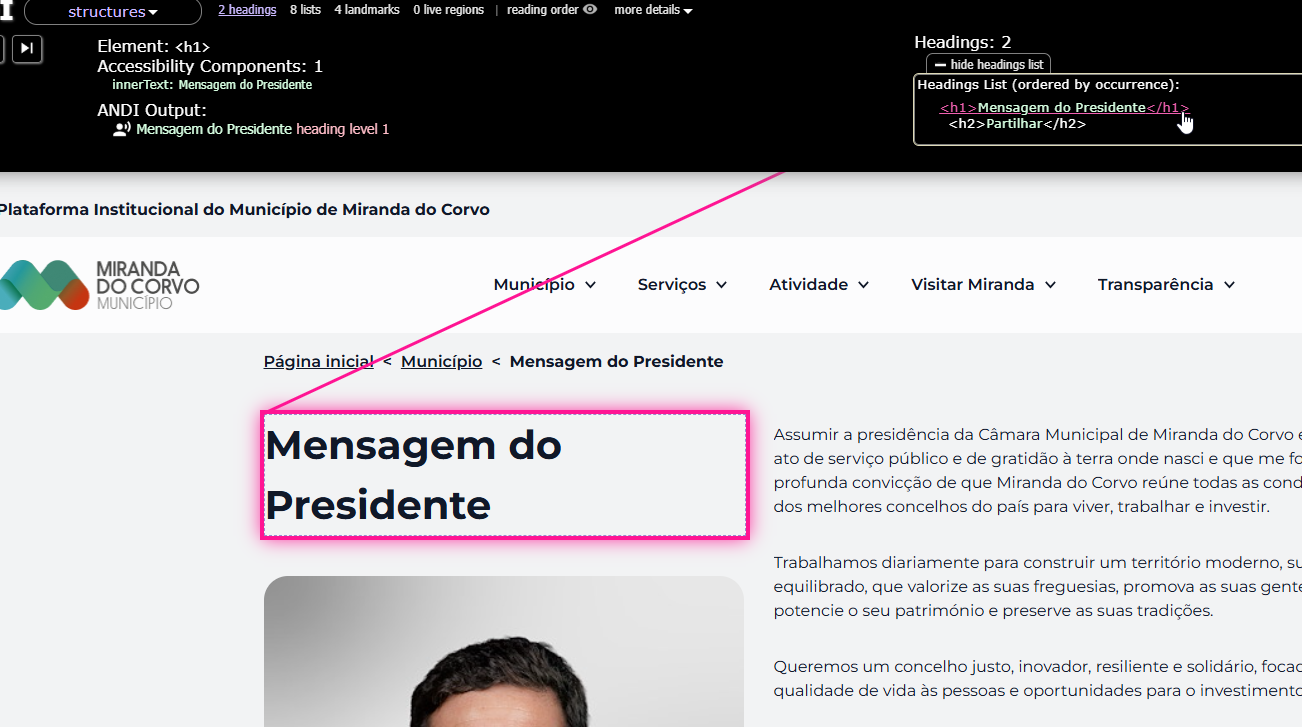 structures
2 headings 8 lists 4 landmarks 0 live regions | reading order more details
Element: <h1>
Accessibility Components: 1
innerText: Mensagem do Presidente
ANDI Output:
Mensagem do Presidente heading level 1
Headings: 2
hide headings list
Headings List (ordered by occurrence):
<h1>Mensagem do Presidente</h1>
<h2>Partilhar</h2>
Plataforma Institucional do Município de Miranda do Corvo
MIRANDA
DO CORVO
MUNICÍPIO
Município Serviços Atividade Visitar Miranda Transparência
Página inicial < Município < Mensagem do Presidente
Mensagem do
Presidente
Assumir a presidência da Câmara Municipal de Miranda do Corvo
ato de serviço público e de gratidão à terra onde nasci e que me
profunda convicção de que Miranda do Corvo reúne todas as
dos melhores concelhos do país para viver, trabalhar e investir.
Trabalhamos diariamente para construir um território moderno,
equilibrado, que valorize as suas freguesias, promova as suas
potencie o seu património e preserve as suas tradições.
Queremos um concelho justo, inovador, resiliente e solidário,
qualidade de vida às pessoas e oportunidades para o